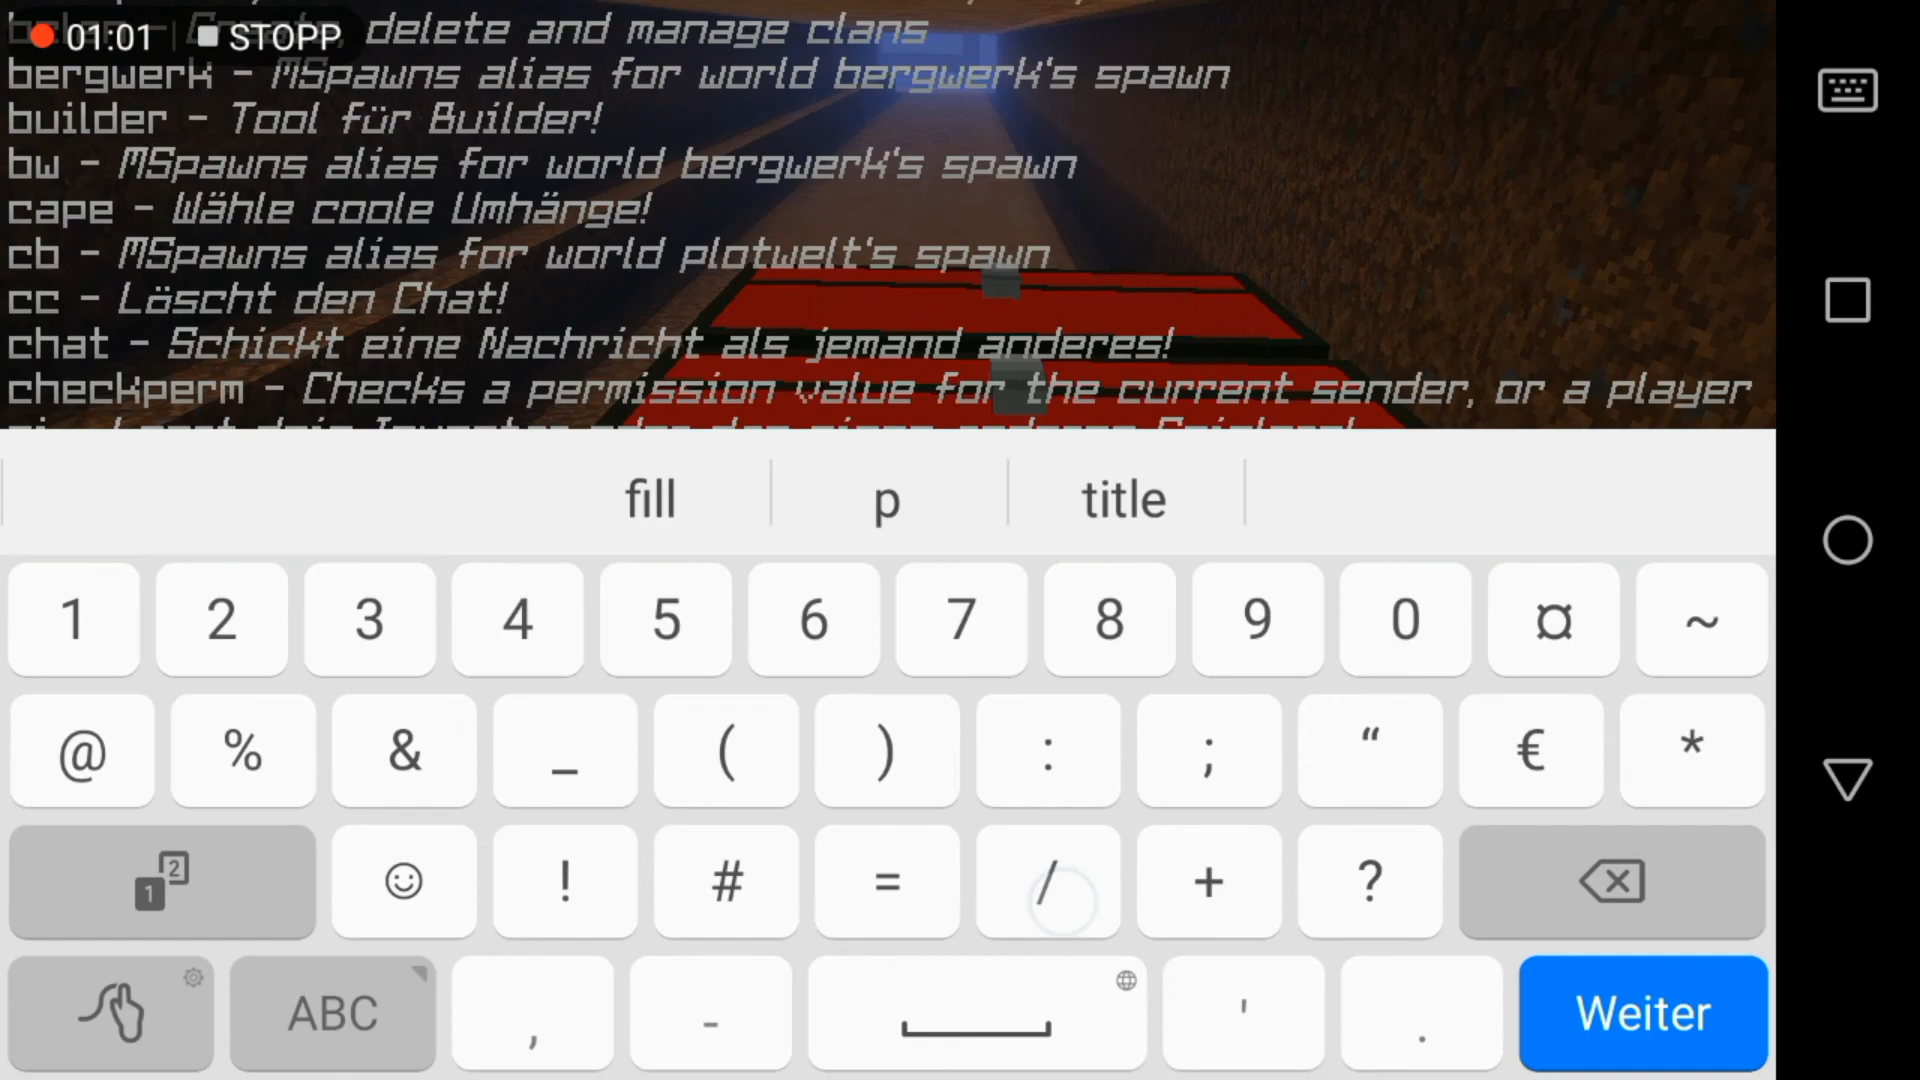 01:01 STOPP
delete and manage clans
bergwerk - MSpawns alias for world bergwerk's spawn
builder - Tool für Builder!
bw - MSpawns alias for world bergwerk's spawn
cape - Wähle coole Umhänge!
cb - MSpawns alias for world plotwelt's spawn
cc - Löscht den Chat!
chat - Schickt eine Nachricht als jemand anderes!
checkperm - Checks a permission value for the current sender, or a player
fill p title
1 2 3 4 5 6 7 8 9 0 ¤ ~
@ % & _ ( ) : ; “ € *
1 2 ! # = / + ?
ABC , - ' . Weiter